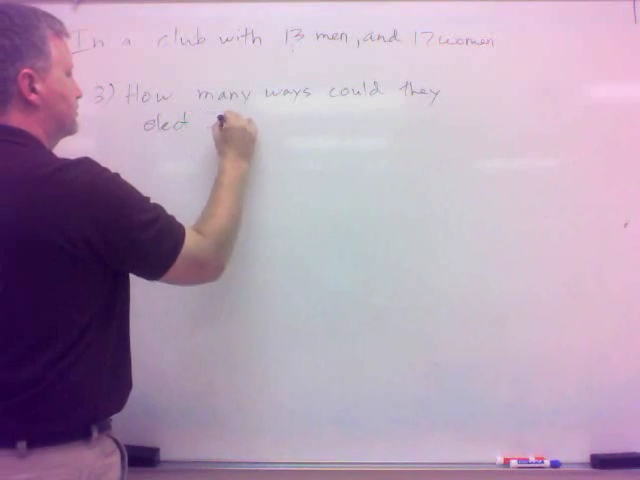 In a club with 13 men, and 17 women
3) How many ways could they
elect